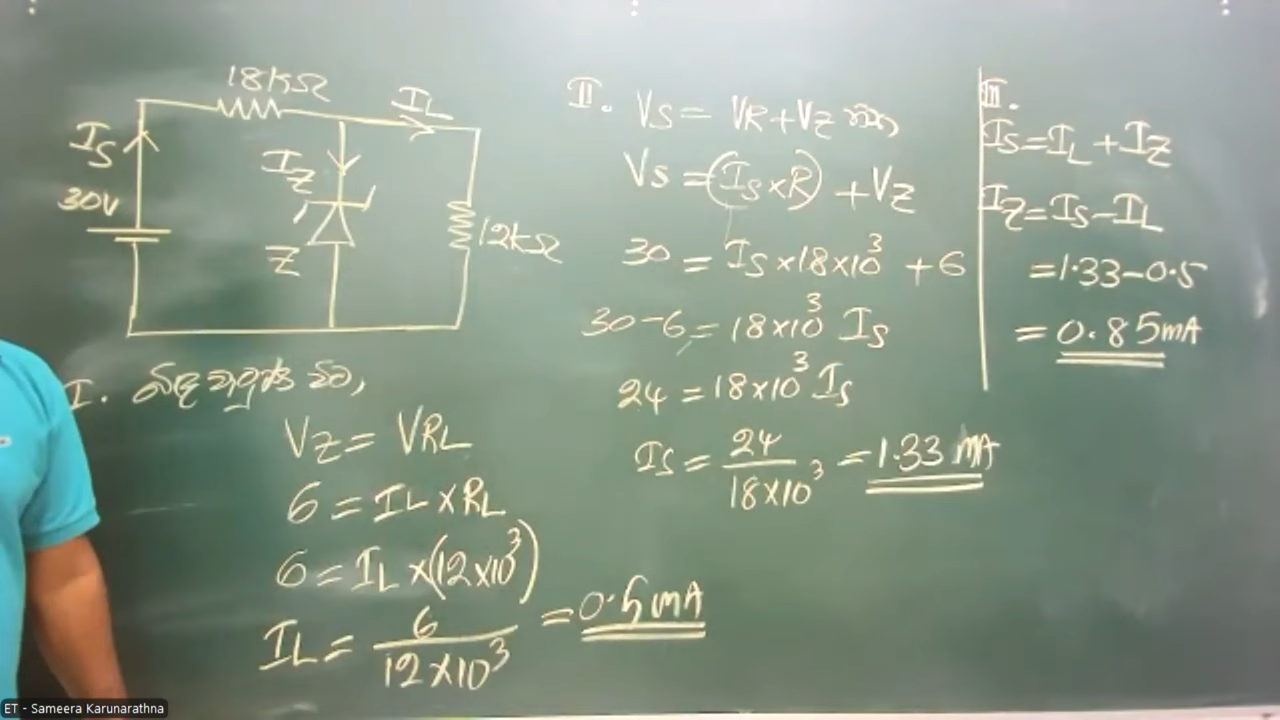 18KΩ
IL
IS
30V
IZ
Z
12KΩ
I.
VZ = VRL
6 = IL × RL
6 = IL × (12×10³)
IL = 6 / 12×10³ = 0.5mA
II. VS = VR + VZ
VS = (IS×R) + VZ
30 = IS×18×10³ + 6
30-6 = 18×10³ IS
24 = 18×10³ IS
IS = 24 / 18×10³ = 1.33 mA
III.
IS = IL + IZ
IZ = IS - IL
= 1.33 - 0.5
= 0.85mA
ET - Sameera Karunarathna